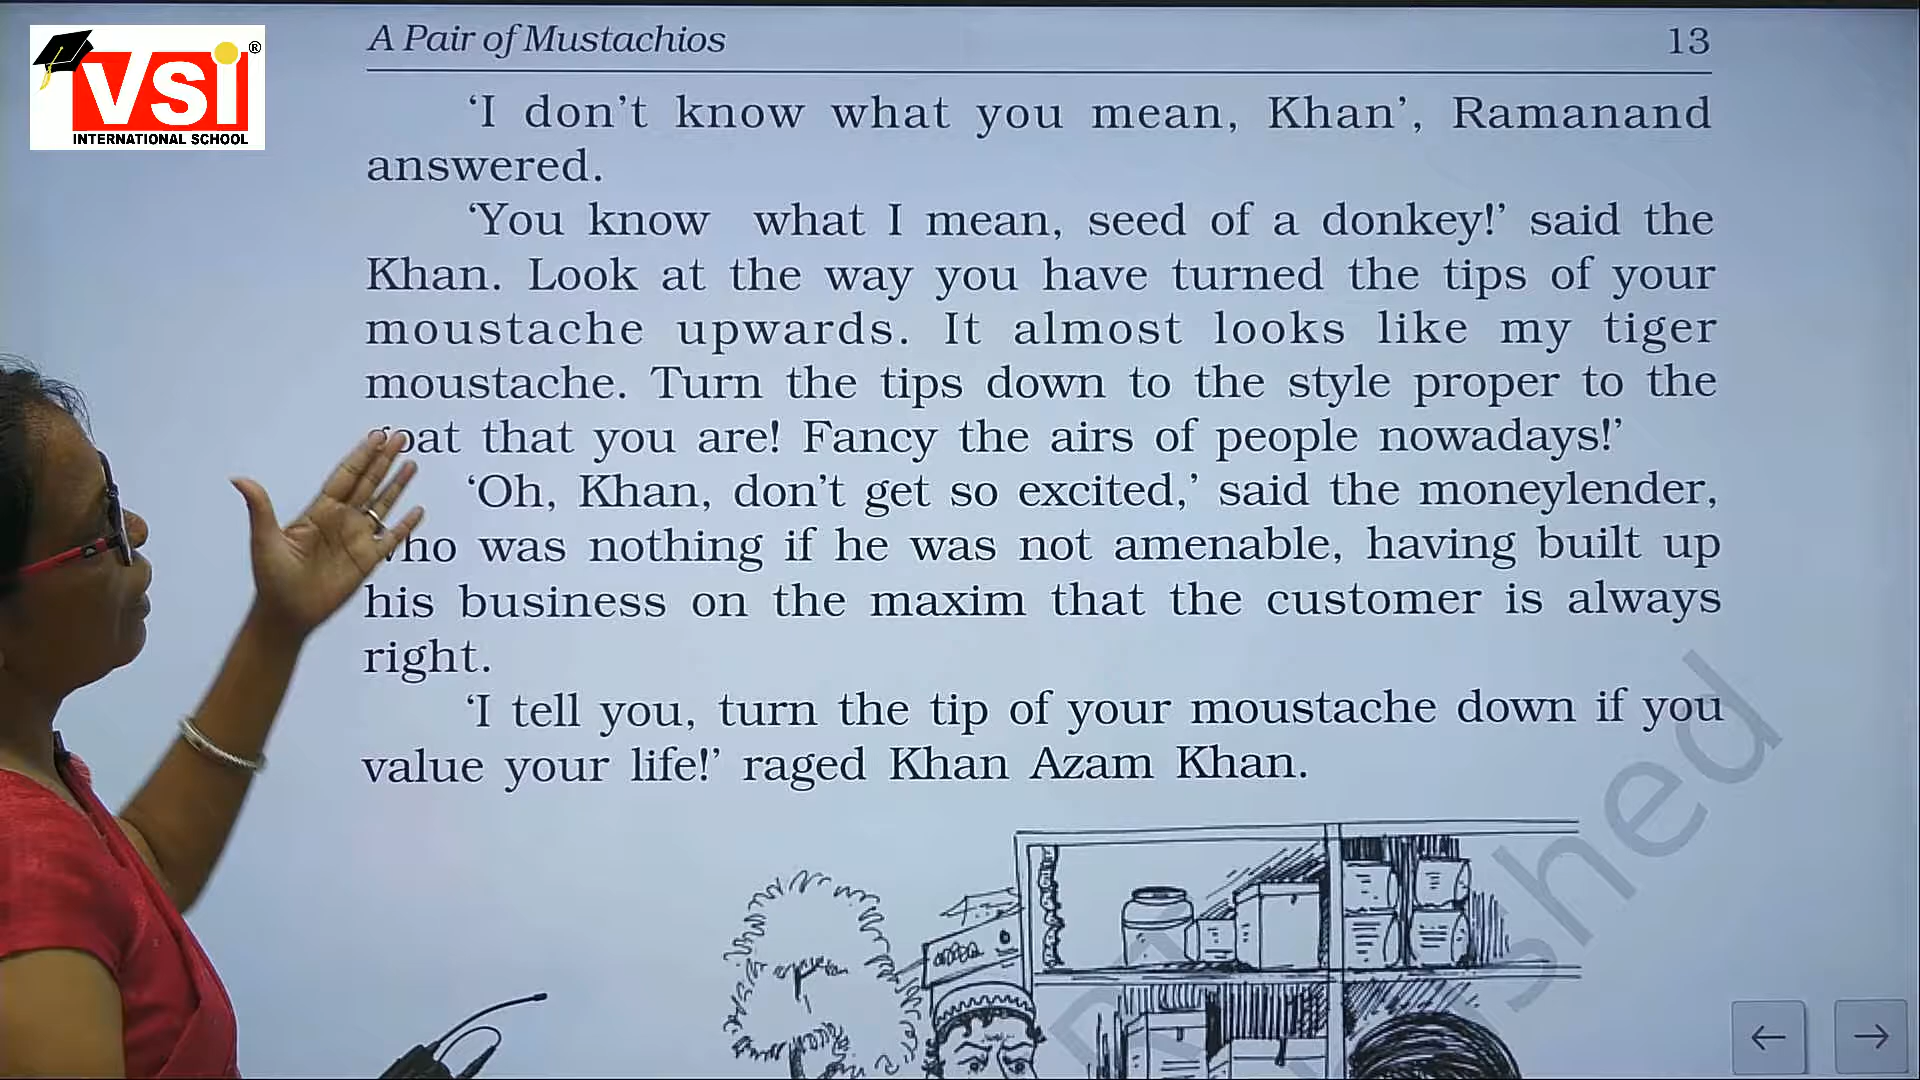 A Pair of Mustachios
13
VSI ®
INTERNATIONAL SCHOOL
‘I don’t know what you mean, Khan’, Ramanand
answered.
‘You know what I mean, seed of a donkey!’ said the
Khan. Look at the way you have turned the tips of your
moustache upwards. It almost looks like my tiger
moustache. Turn the tips down to the style proper to the
goat that you are! Fancy the airs of people nowadays!’
‘Oh, Khan, don’t get so excited,’ said the moneylender,
who was nothing if he was not amenable, having built up
his business on the maxim that the customer is always
right.
‘I tell you, turn the tip of your moustache down if you
value your life!’ raged Khan Azam Khan.